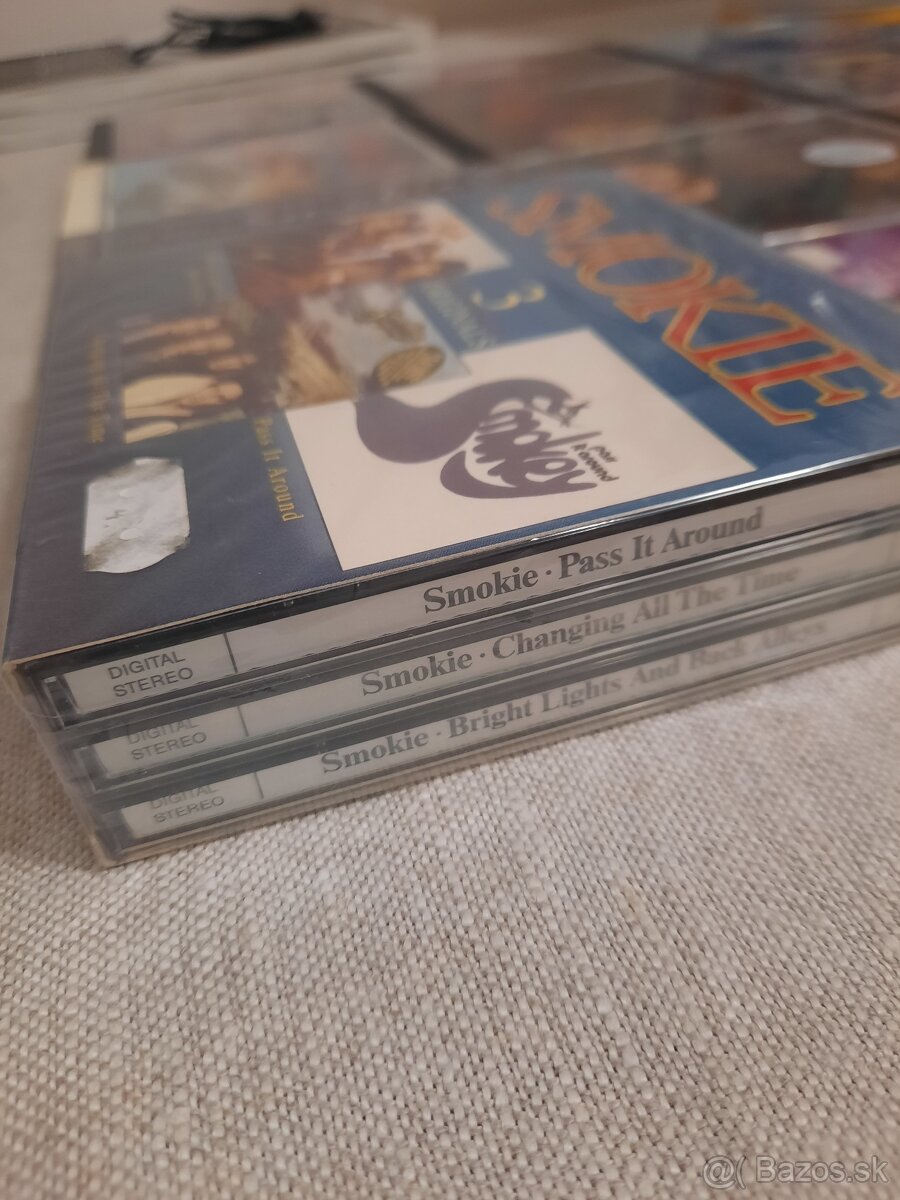 SMOKIE
3
ORIGINALS
Smokey
pass
it around
Pass It Around
Smokie · Pass It Around
DIGITAL
STEREO
Smokie · Changing All The Time
DIGITAL
STEREO
Smokie · Bright Lights And Back Alleys
DIGITAL
STEREO
@( Bazos.sk